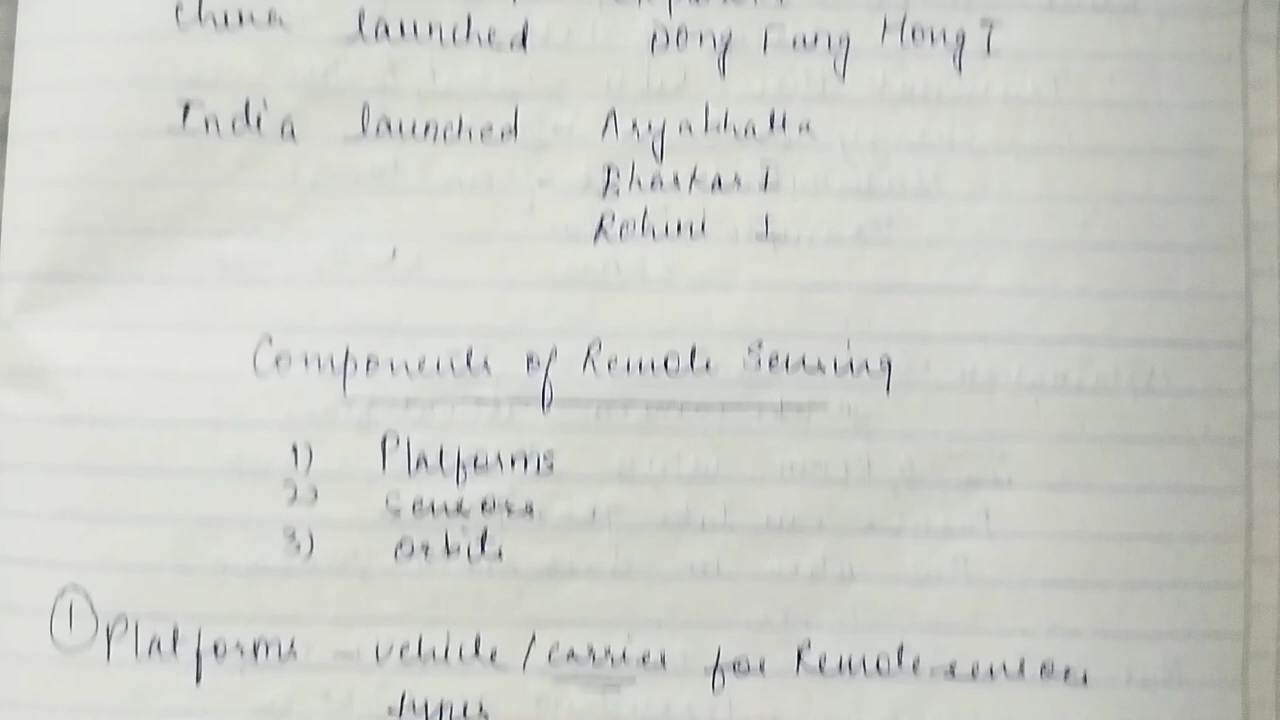 China launched Dong Fang Hong I
India launched - Aryabhatta
- Bhaskar I
Rohini I
Components of Remote Sensing
1) Platforms
2) Sensors
3) Orbits
① Platforms - vehicle / carrier for Remote sensors
types